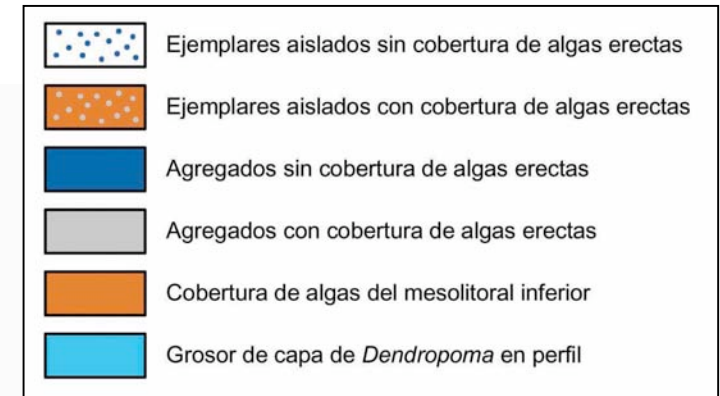 Ejemplares aislados sin cobertura de algas erectas
Ejemplares aislados con cobertura de algas erectas
Agregados sin cobertura de algas erectas
Agregados con cobertura de algas erectas
Cobertura de algas del mesolitoral inferior
Grosor de capa de Dendropoma en perfil